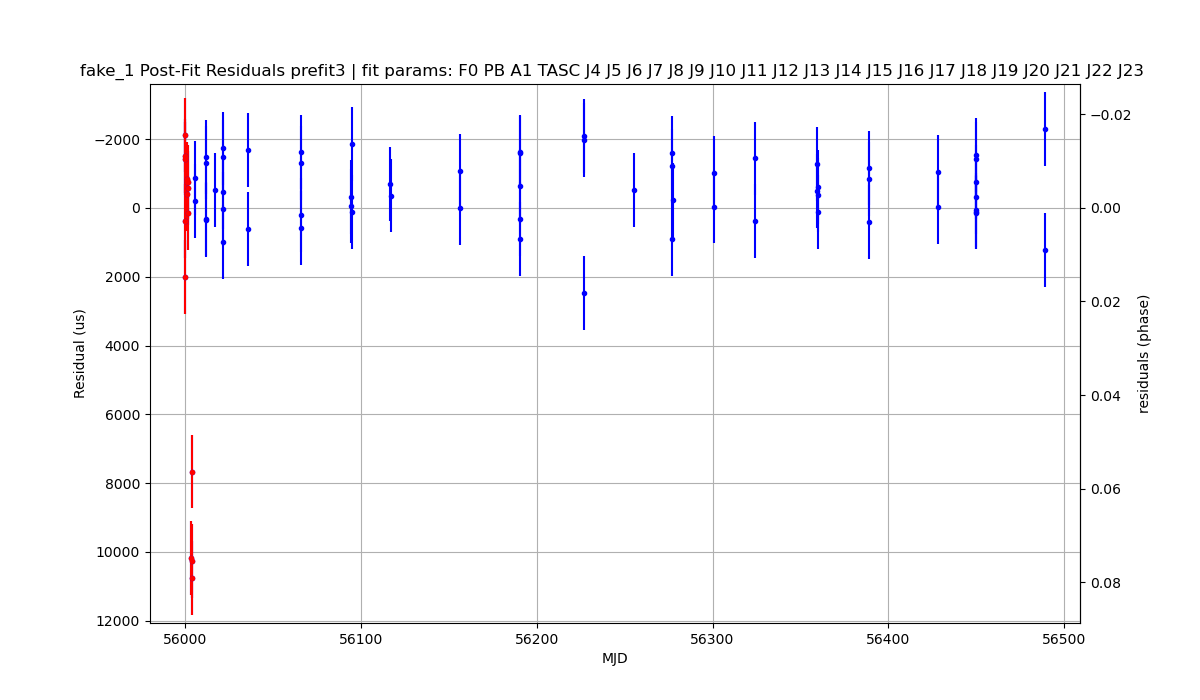 fake_1 Post-Fit Residuals prefit3 | fit params: F0 PB A1 TASC J4 J5 J6 J7 J8 J9 J10 J11 J12 J13 J14 J15 J16 J17 J18 J19 J20 J21 J22 J23
−2000
0
2000
4000
6000
8000
10000
12000
Residual (us)
−0.02
0.00
0.02
0.04
0.06
0.08
residuals (phase)
56000 56100 56200 56300 56400 56500
MJD